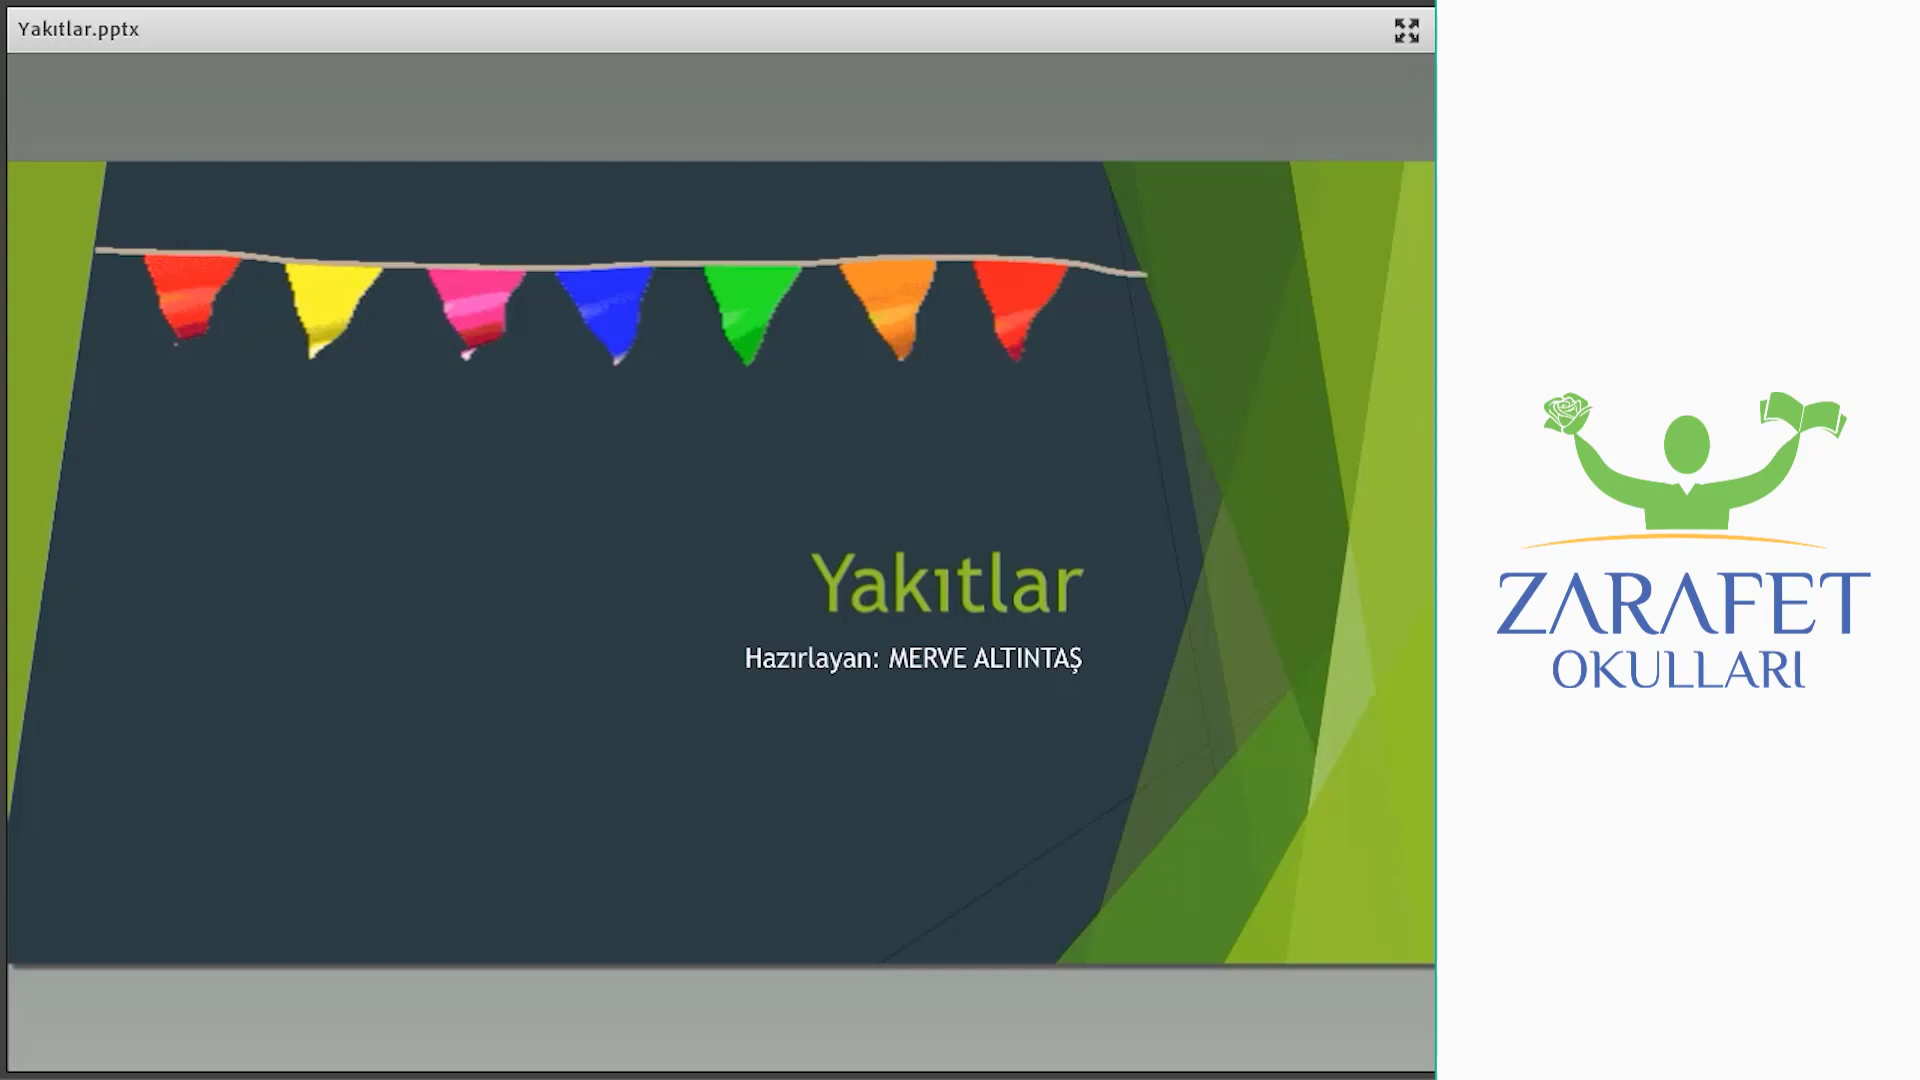 Yakıtlar.pptx
Yakıtlar
Hazırlayan: MERVE ALTINTAŞ
ZARAFET
OKULLARI